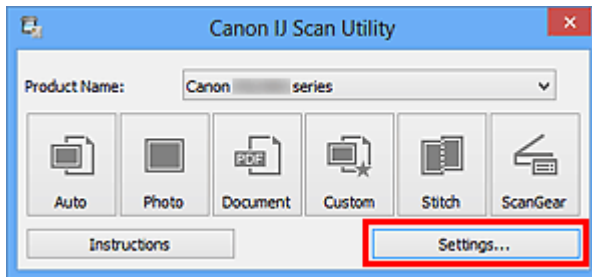 Canon IJ Scan Utility
Product Name: Canon series
PDF
Auto Photo Document Custom Stitch ScanGear
Instructions Settings...